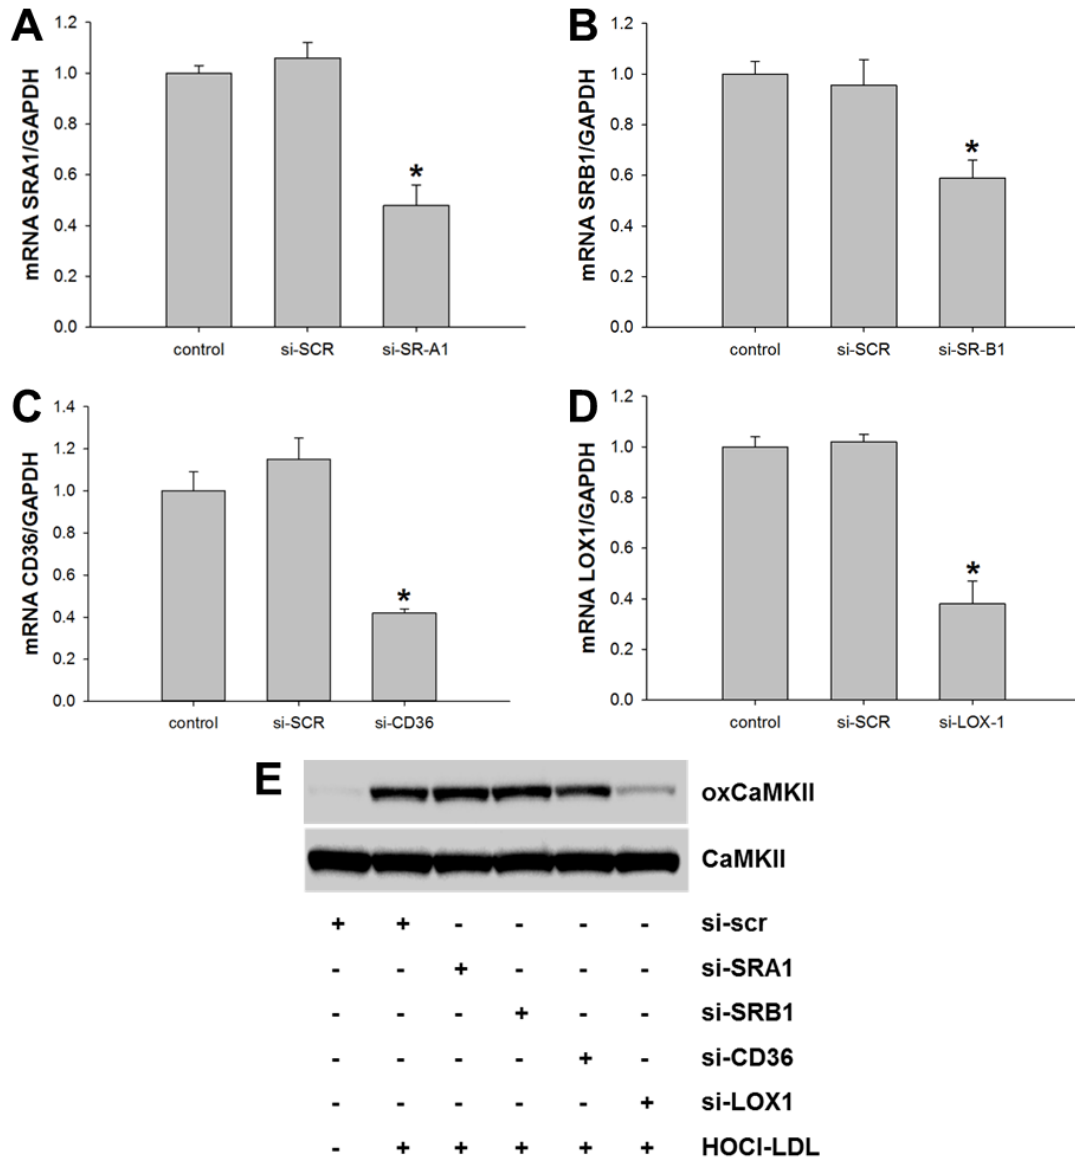 A
mRNA SRA1/GAPDH
1.2
1.0
0.8
0.6
0.4
0.2
0.0
*
control si-SCR si-SR-A1
B
mRNA SRB1/GAPDH
1.2
1.0
0.8
0.6
0.4
0.2
0.0
*
control si-SCR si-SR-B1
C
mRNA CD36/GAPDH
1.4
1.2
1.0
0.8
0.6
0.4
0.2
0.0
*
control si-SCR si-CD36
D
mRNA LOX1/GAPDH
1.2
1.0
0.8
0.6
0.4
0.2
0.0
*
control si-SCR si-LOX-1
E
oxCaMKII
CaMKII
+ + - - - - si-scr
- - + - - - si-SRA1
- - - + - - si-SRB1
- - - - + - si-CD36
- - - - - + si-LOX1
- + + + + + HOCI-LDL